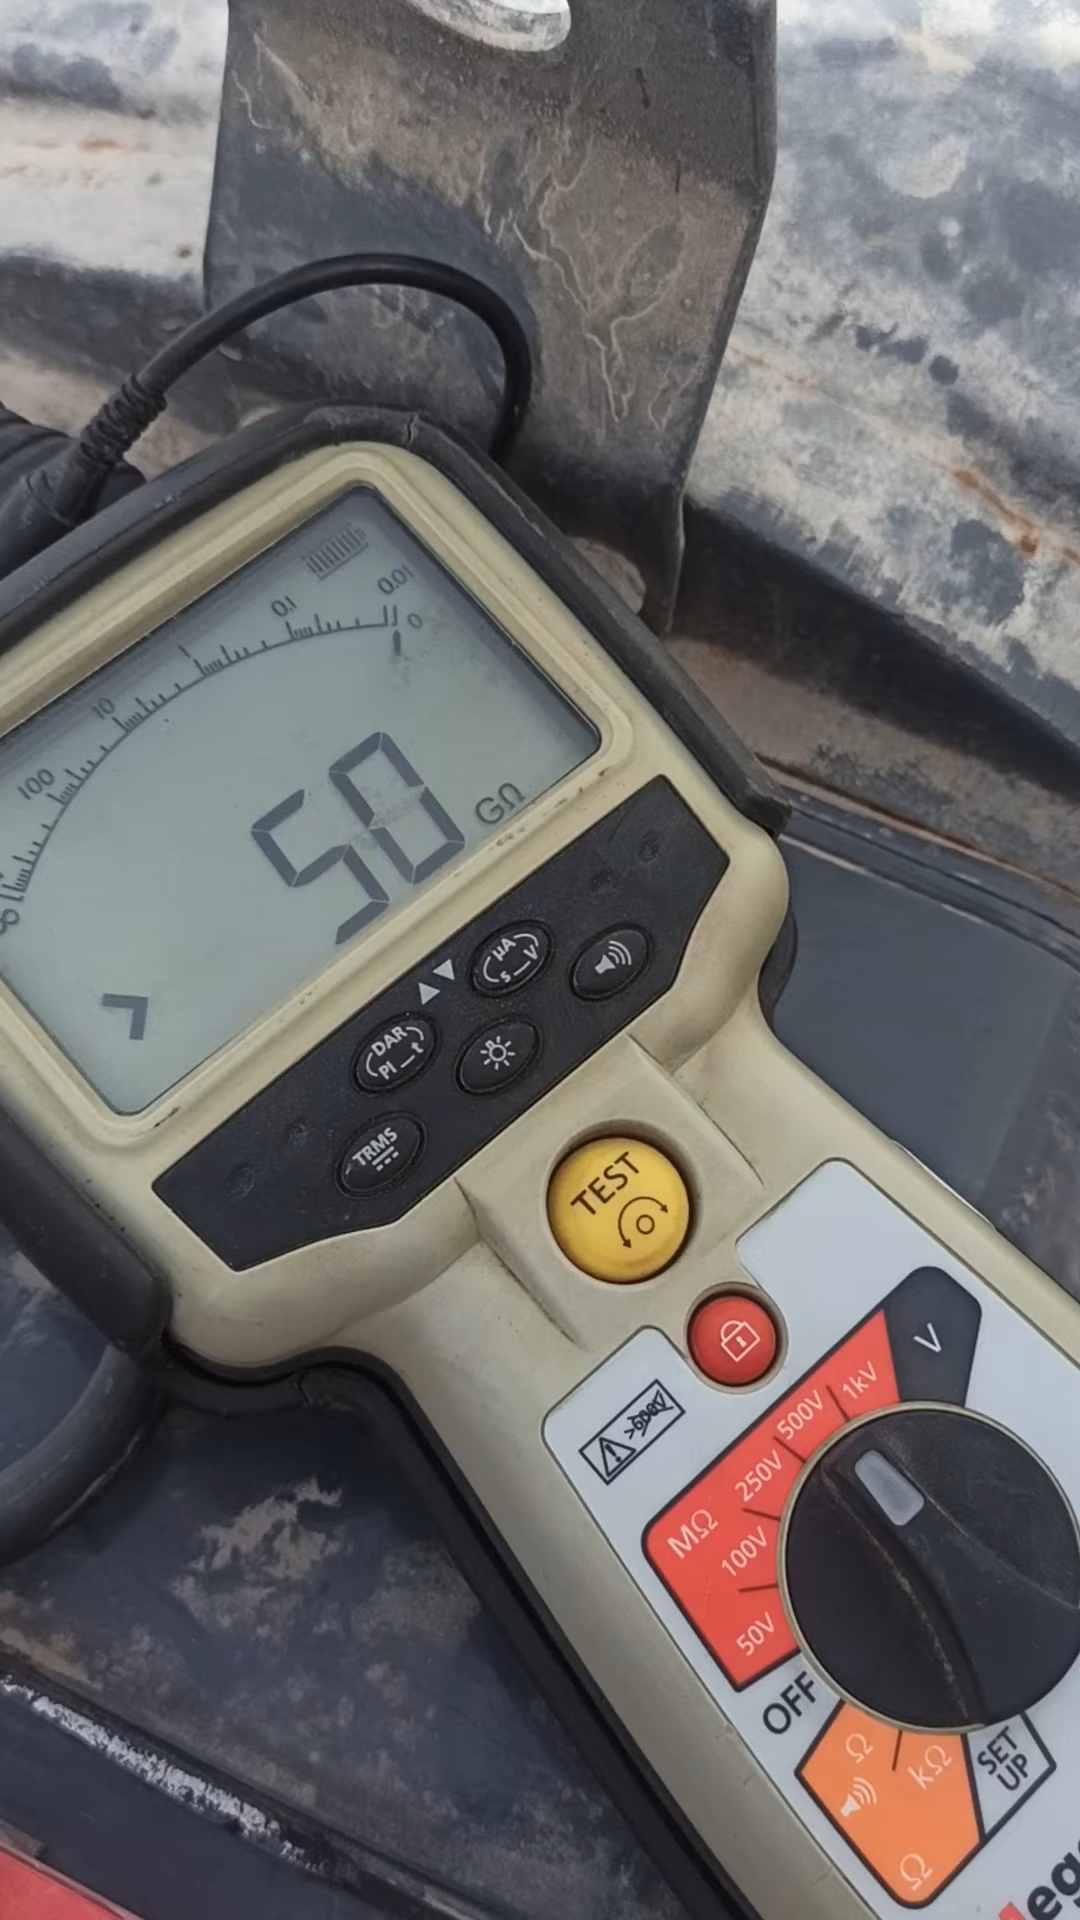 0.01
0
0.1
1
10
100
∞
50 GΩ
>
µA
s V
DAR
PI t
TRMS
TEST
V
1kV
500V
250V
100V
50V
MΩ
>600V
OFF
Ω
kΩ
Ω
SET
UP